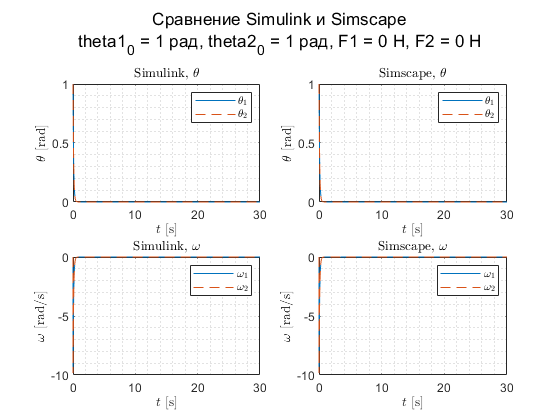 Сравнение Simulink и Simscape
theta1_0 = 1 рад, theta2_0 = 1 рад, F1 = 0 Н, F2 = 0 Н
Simulink, θ
θ [rad]
1
0.5
0
θ₁
θ₂
0 10 20 30
t [s]
Simscape, θ
θ [rad]
1
0.5
0
θ₁
θ₂
0 10 20 30
t [s]
Simulink, ω
ω [rad/s]
0
-5
-10
ω₁
ω₂
0 10 20 30
t [s]
Simscape, ω
ω [rad/s]
0
-5
-10
ω₁
ω₂
0 10 20 30
t [s]